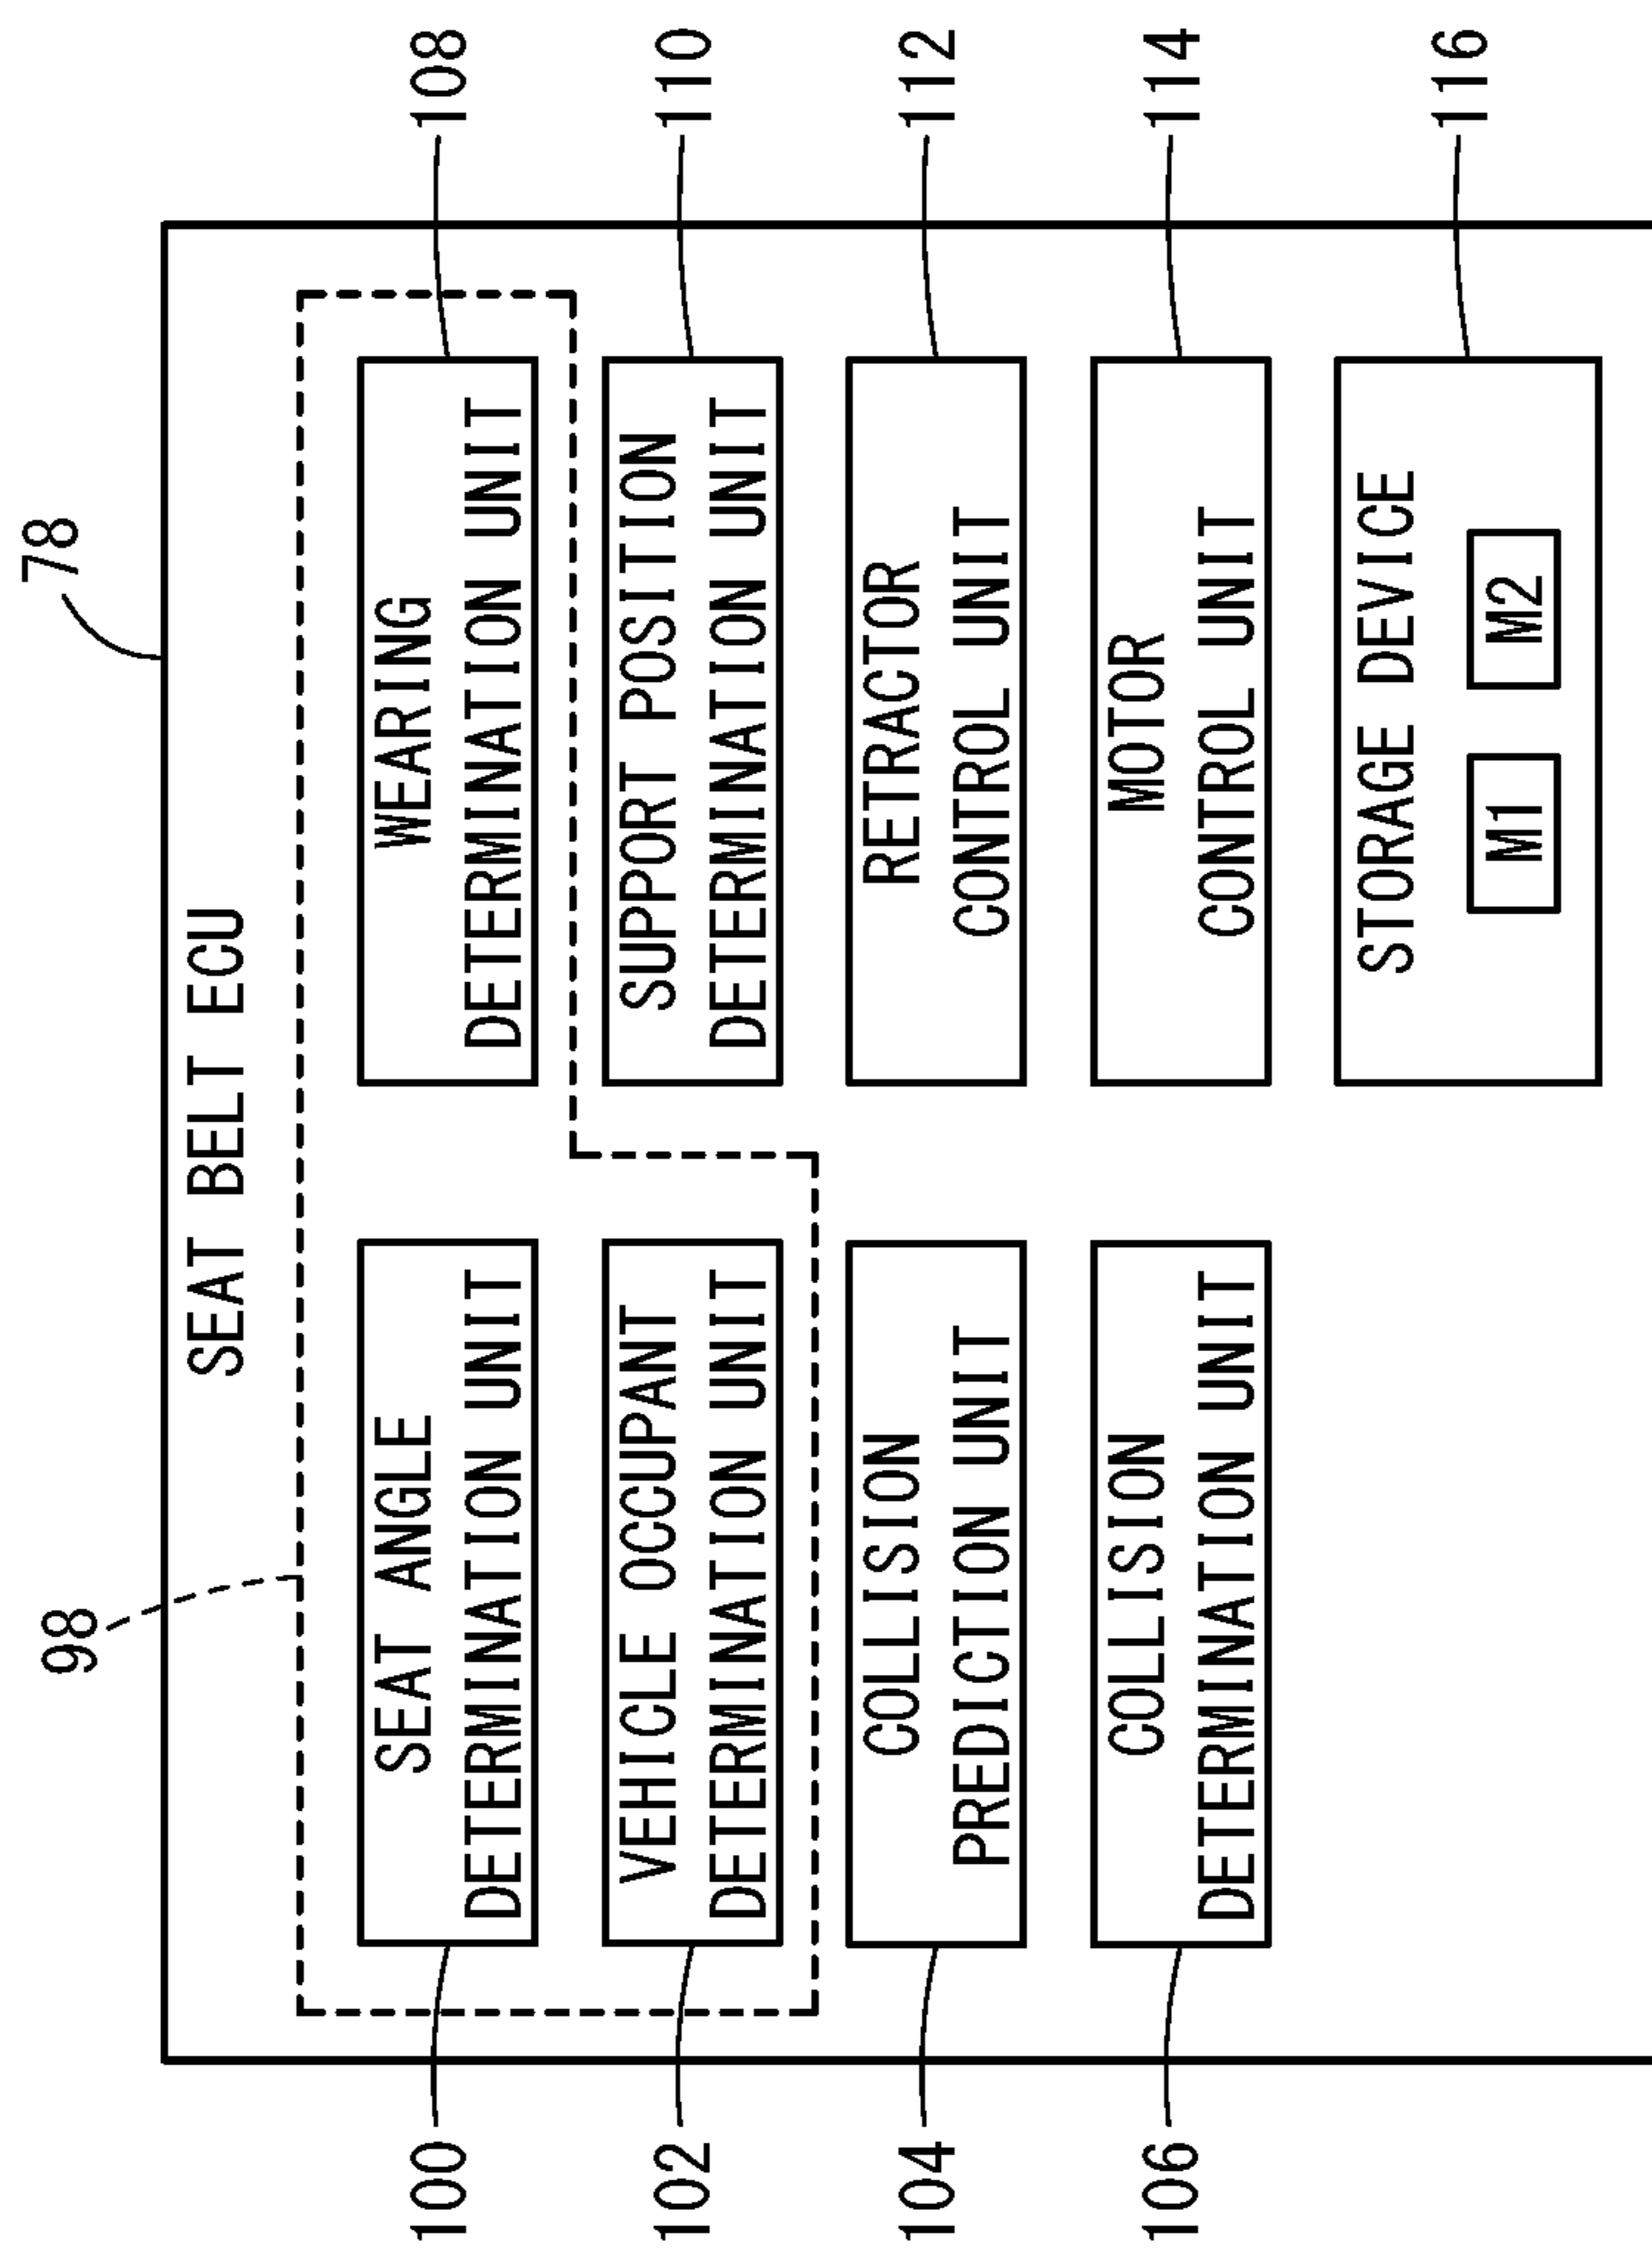 78
SEAT BELT ECU
98
100
SEAT ANGLE
DETERMINATION UNIT
102
VEHICLE OCCUPANT
DETERMINATION UNIT
104
COLLISION
PREDICTION UNIT
106
COLLISION
DETERMINATION UNIT
WEARING
DETERMINATION UNIT
108
SUPPORT POSITION
DETERMINATION UNIT
110
RETRACTOR
CONTROL UNIT
112
MOTOR
CONTROL UNIT
114
STORAGE DEVICE
M1 M2
116